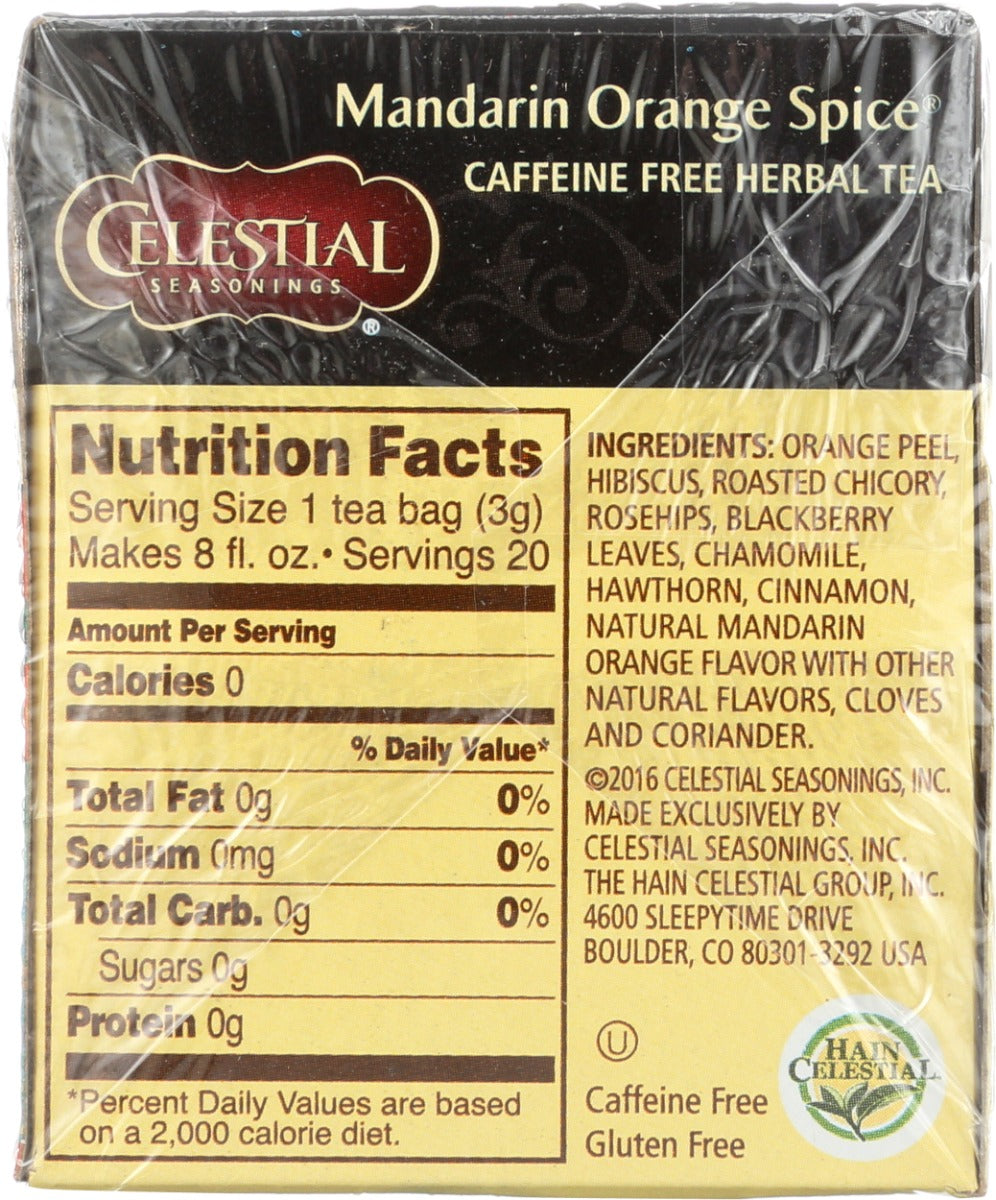 Mandarin Orange Spice®
CAFFEINE FREE HERBAL TEA
CELESTIAL
SEASONINGS
®
Nutrition Facts
Serving Size 1 tea bag (3g)
Makes 8 fl. oz.• Servings 20
Amount Per Serving
Calories 0
% Daily Value*
Total Fat 0g 0%
Sodium 0mg 0%
Total Carb. 0g 0%
Sugars 0g
Protein 0g
*Percent Daily Values are based
on a 2,000 calorie diet.
INGREDIENTS: ORANGE PEEL,
HIBISCUS, ROASTED CHICORY,
ROSEHIPS, BLACKBERRY
LEAVES, CHAMOMILE,
HAWTHORN, CINNAMON,
NATURAL MANDARIN
ORANGE FLAVOR WITH OTHER
NATURAL FLAVORS, CLOVES
AND CORIANDER.
©2016 CELESTIAL SEASONINGS, INC.
MADE EXCLUSIVELY BY
CELESTIAL SEASONINGS, INC.
THE HAIN CELESTIAL GROUP, INC.
4600 SLEEPYTIME DRIVE
BOULDER, CO 80301-3292 USA
U
Caffeine Free
Gluten Free
HAIN
CELESTIAL